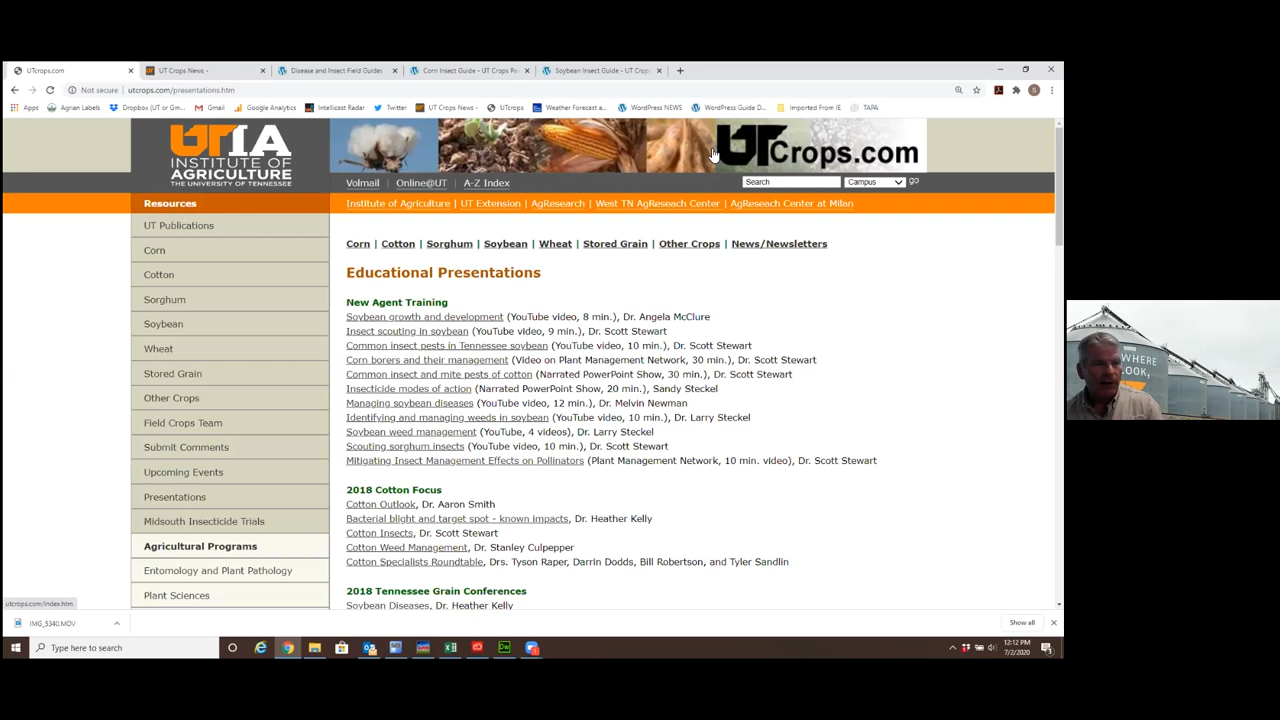 UTcrops.com
UT Crops News -
Disease and Insect Field Guides -
Corn Insect Guide - UT Crops Pr
Soybean Insect Guide - UT Crop
Not secure utcrops.com/presentations.htm
Apps Agrian Labels Dropbox (UT or Gm... Gmail Google Analytics Intellicast Radar Twitter UT Crops News - UTcrops Weather Forecast a... WordPress NEWS WordPress Guide D... Imported From IE TAPA
UTIA
INSTITUTE OF
AGRICULTURE
THE UNIVERSITY OF TENNESSEE
UTCrops.com
Volmail | Online@UT | A-Z Index
Search Campus GO
Resources
Institute of Agriculture | UT Extension | AgResearch | West TN AgReseach Center | AgReseach Center at Milan
UT Publications
Corn
Cotton
Sorghum
Soybean
Wheat
Stored Grain
Other Crops
Field Crops Team
Submit Comments
Upcoming Events
Presentations
Midsouth Insecticide Trials
Agricultural Programs
Entomology and Plant Pathology
Plant Sciences
Corn | Cotton | Sorghum | Soybean | Wheat | Stored Grain | Other Crops | News/Newsletters
Educational Presentations
New Agent Training
Soybean growth and development (YouTube video, 8 min.), Dr. Angela McClure
Insect scouting in soybean (YouTube video, 9 min.), Dr. Scott Stewart
Common insect pests in Tennessee soybean (YouTube video, 10 min.), Dr. Scott Stewart
Corn borers and their management (Video on Plant Management Network, 30 min.), Dr. Scott Stewart
Common insect and mite pests of cotton (Narrated PowerPoint Show, 30 min.), Dr. Scott Stewart
Insecticide modes of action (Narrated PowerPoint Show, 20 min.), Sandy Steckel
Managing soybean diseases (YouTube video, 12 min.), Dr. Melvin Newman
Identifying and managing weeds in soybean (YouTube video, 10 min.), Dr. Larry Steckel
Soybean weed management (YouTube, 4 videos), Dr. Larry Steckel
Scouting sorghum insects (YouTube video, 10 min.), Dr. Scott Stewart
Mitigating Insect Management Effects on Pollinators (Plant Management Network, 10 min. video), Dr. Scott Stewart
2018 Cotton Focus
Cotton Outlook, Dr. Aaron Smith
Bacterial blight and target spot - known impacts, Dr. Heather Kelly
Cotton Insects, Dr. Scott Stewart
Cotton Weed Management, Dr. Stanley Culpepper
Cotton Specialists Roundtable, Drs. Tyson Raper, Darrin Dodds, Bill Robertson, and Tyler Sandlin
2018 Tennessee Grain Conferences
Soybean Diseases, Dr. Heather Kelly
utcrops.com/index.htm
IMG_5340.MOV
Show all
Type here to search
12:12 PM
7/2/2020
WHERE
LOOK,